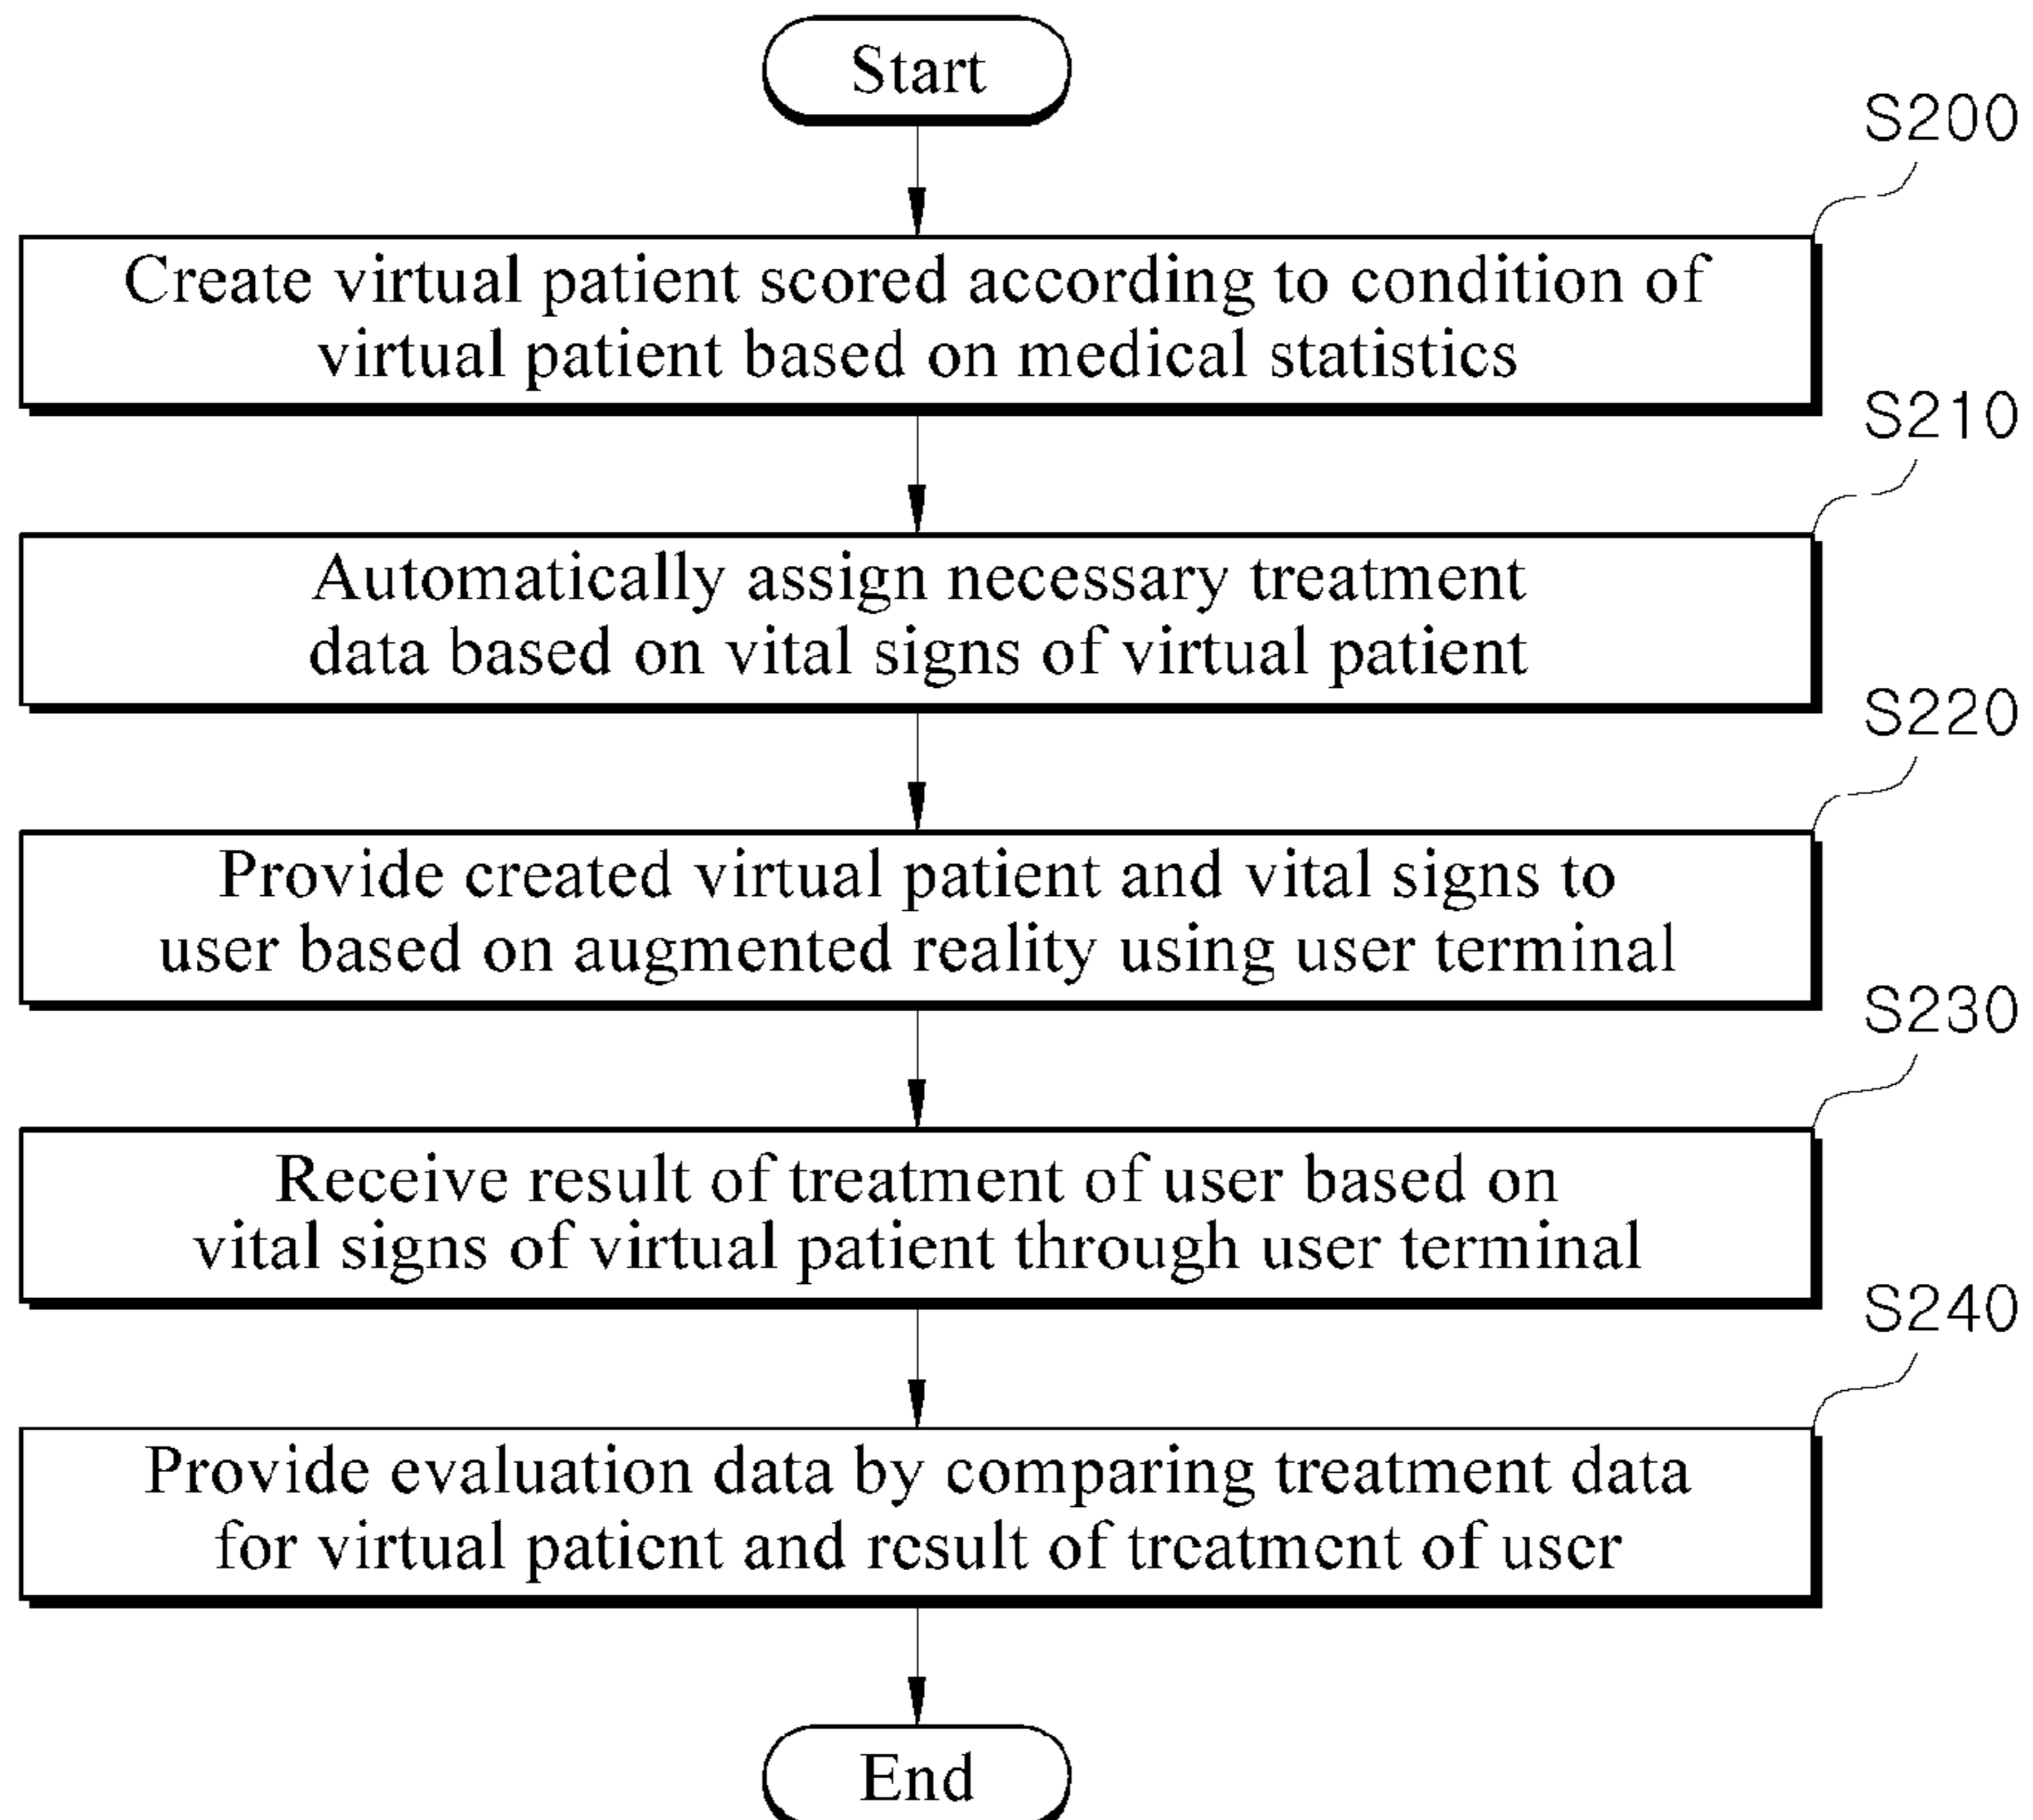 Start
S200
Create virtual patient scored according to condition of
virtual patient based on medical statistics
S210
Automatically assign necessary treatment
data based on vital signs of virtual patient
S220
Provide created virtual patient and vital signs to
user based on augmented reality using user terminal
S230
Receive result of treatment of user based on
vital signs of virtual patient through user terminal
S240
Provide evaluation data by comparing treatment data
for virtual patient and result of treatment of user
End